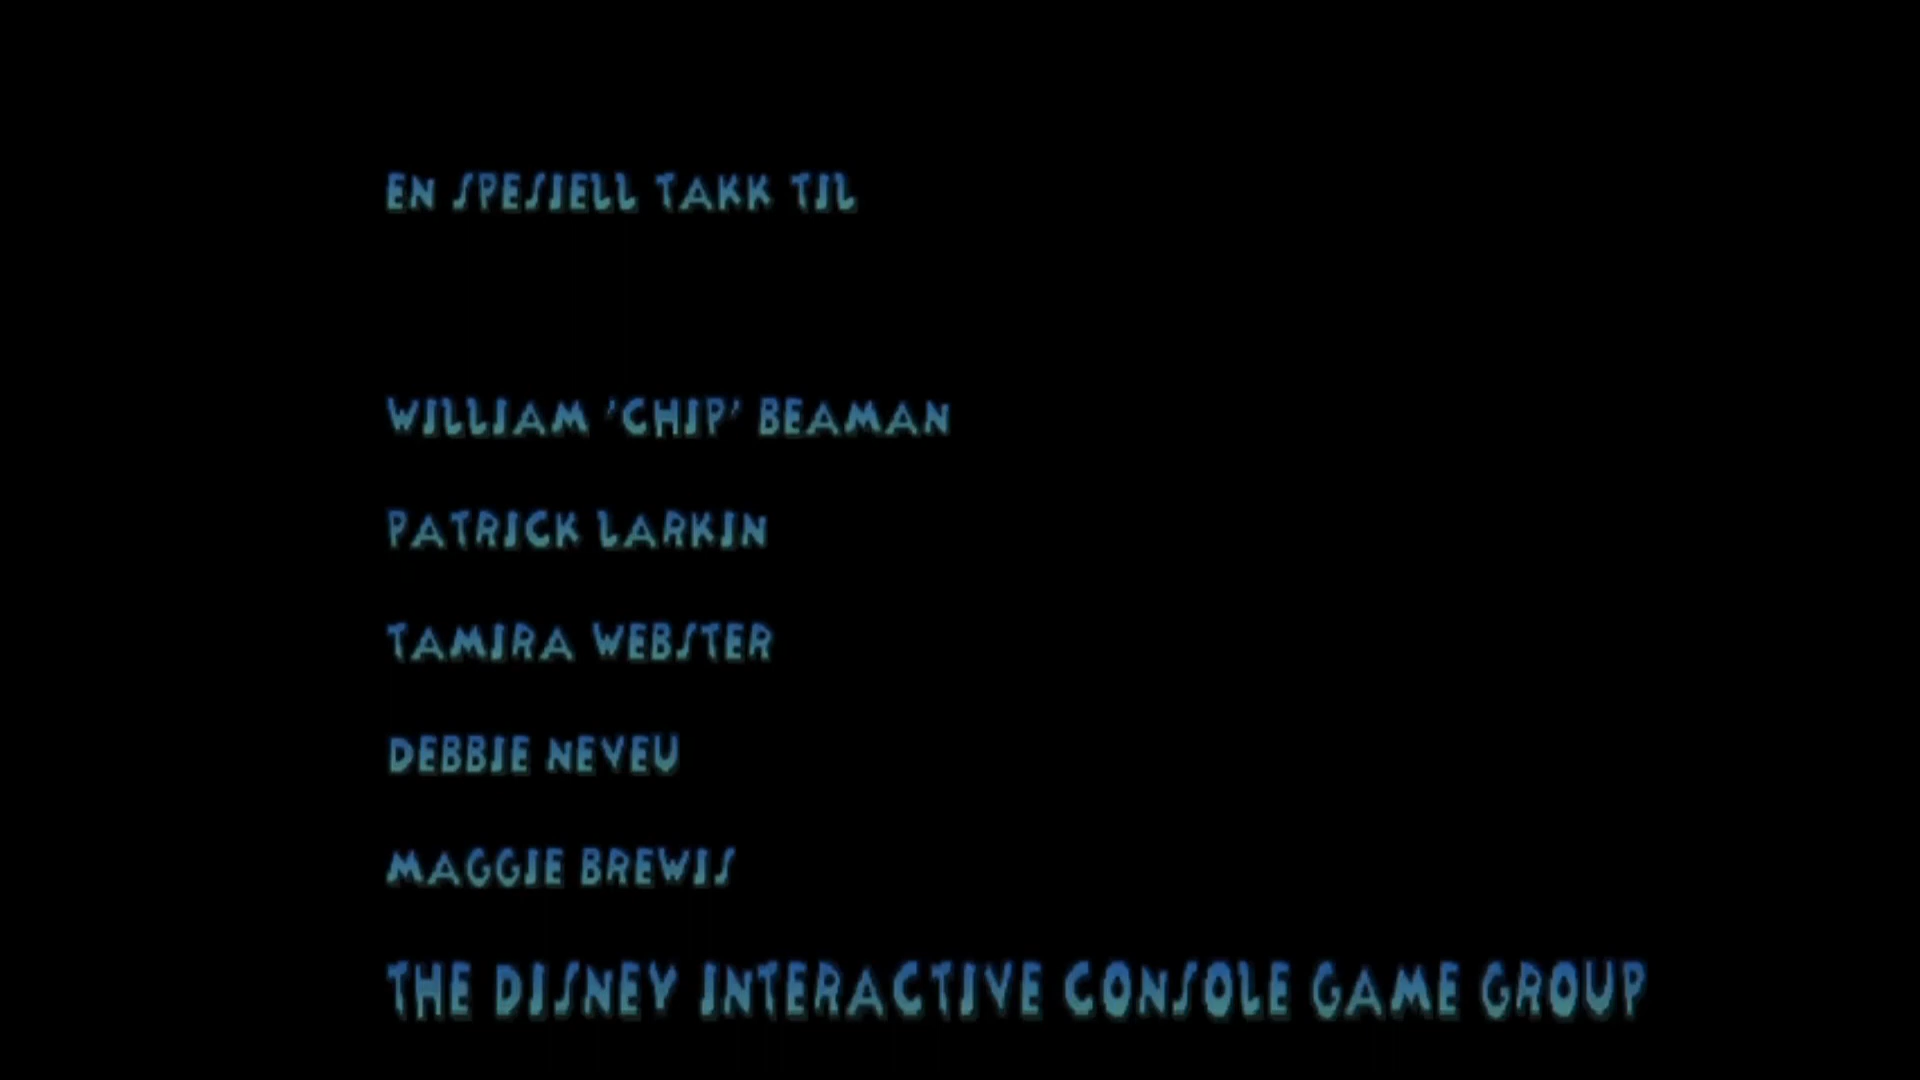 EN SPESIELL TAKK TIL
WILLIAM 'CHIP' BEAMAN
PATRICK LARKIN
TAMIRA WEBSTER
DEBBIE NEVEU
MAGGIE BREWIS
THE DISNEY INTERACTIVE CONSOLE GAME GROUP